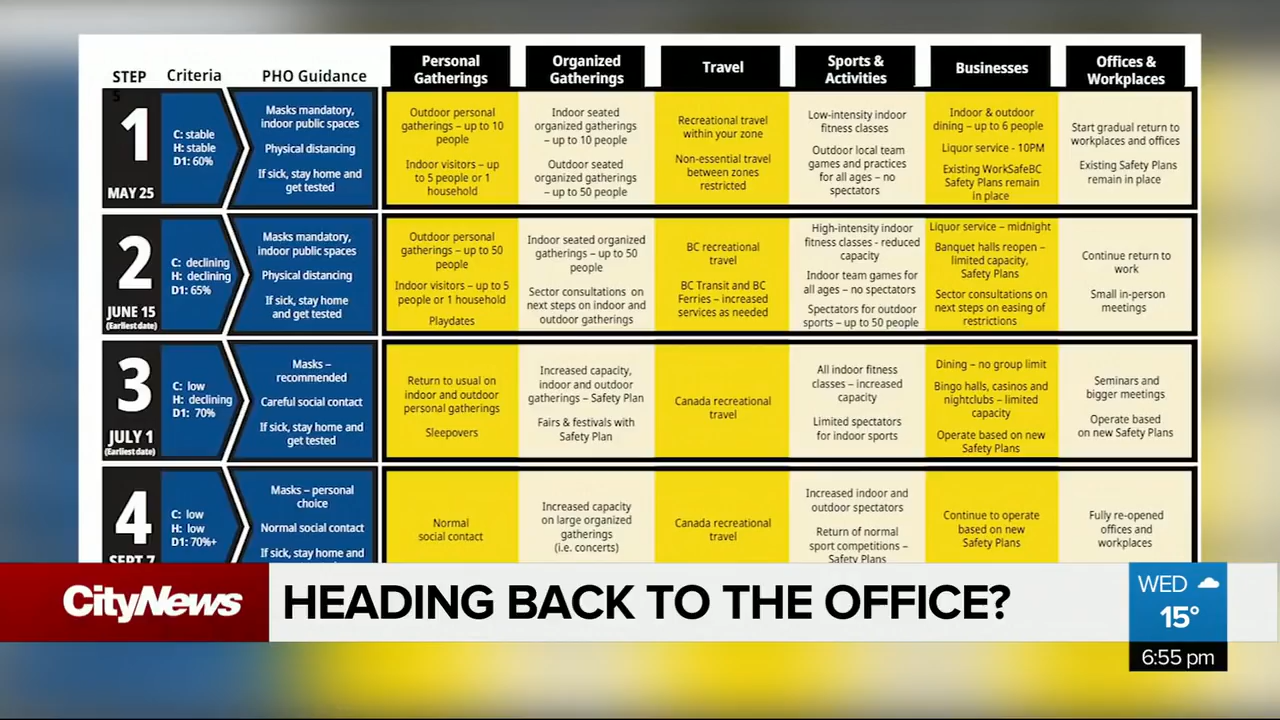 STEP Criteria PHO Guidance Personal Gatherings Organized Gatherings Travel Sports & Activities Businesses Offices & Workplaces
1
MAY 25
C: stable
H: stable
D1: 60%
Masks mandatory,
indoor public spaces
Physical distancing
If sick, stay home and
get tested
Outdoor personal
gatherings – up to 10
people
Indoor visitors – up
to 5 people or 1
household
Indoor seated
organized gatherings
– up to 10 people
Outdoor seated
organized gatherings
– up to 50 people
Recreational travel
within your zone
Non-essential travel
between zones
restricted
Low-intensity indoor
fitness classes
Outdoor local team
games and practices
for all ages – no
spectators
Indoor & outdoor
dining – up to 6 people
Liquor service - 10PM
Existing WorkSafeBC
Safety Plans remain
in place
Start gradual return to
workplaces and offices
Existing Safety Plans
remain in place
2
JUNE 15
(Earliest date)
C: declining
H: declining
D1: 65%
Masks mandatory,
indoor public spaces
Physical distancing
If sick, stay home
and get tested
Outdoor personal
gatherings – up to 50
people
Indoor visitors – up to 5
people or 1 household
Playdates
Indoor seated organized
gatherings – up to 50
people
Sector consultations on
next steps on indoor and
outdoor gatherings
BC recreational
travel
BC Transit and BC
Ferries – increased
services as needed
High-intensity indoor
fitness classes - reduced
capacity
Indoor team games for
all ages – no spectators
Spectators for outdoor
sports – up to 50 people
Liquor service – midnight
Banquet halls reopen –
limited capacity,
Safety Plans
Sector consultations on
next steps on easing of
restrictions
Continue return to
work
Small in-person
meetings
3
JULY 1
(Earliest date)
C: low
H: declining
D1: 70%
Masks –
recommended
Careful social contact
If sick, stay home and
get tested
Return to usual on
indoor and outdoor
personal gatherings
Sleepovers
Increased capacity,
indoor and outdoor
gatherings – Safety Plan
Fairs & festivals with
Safety Plan
Canada recreational
travel
All indoor fitness
classes – increased
capacity
Limited spectators
for indoor sports
Dining – no group limit
Bingo halls, casinos and
nightclubs – limited
capacity
Operate based on new
Safety Plans
Seminars and
bigger meetings
Operate based
on new Safety Plans
4
SEPT 7
C: low
H: low
D1: 70%+
Masks – personal
choice
Normal social contact
If sick, stay home and
Normal
social contact
Increased capacity
on large organized
gatherings
(i.e. concerts)
Canada recreational
travel
Increased indoor and
outdoor spectators
Return of normal
sport competitions –
Safety Plans
Continue to operate
based on new
Safety Plans
Fully re-opened
offices and
workplaces
CityNews
HEADING BACK TO THE OFFICE?
WED
15°
6:55 pm